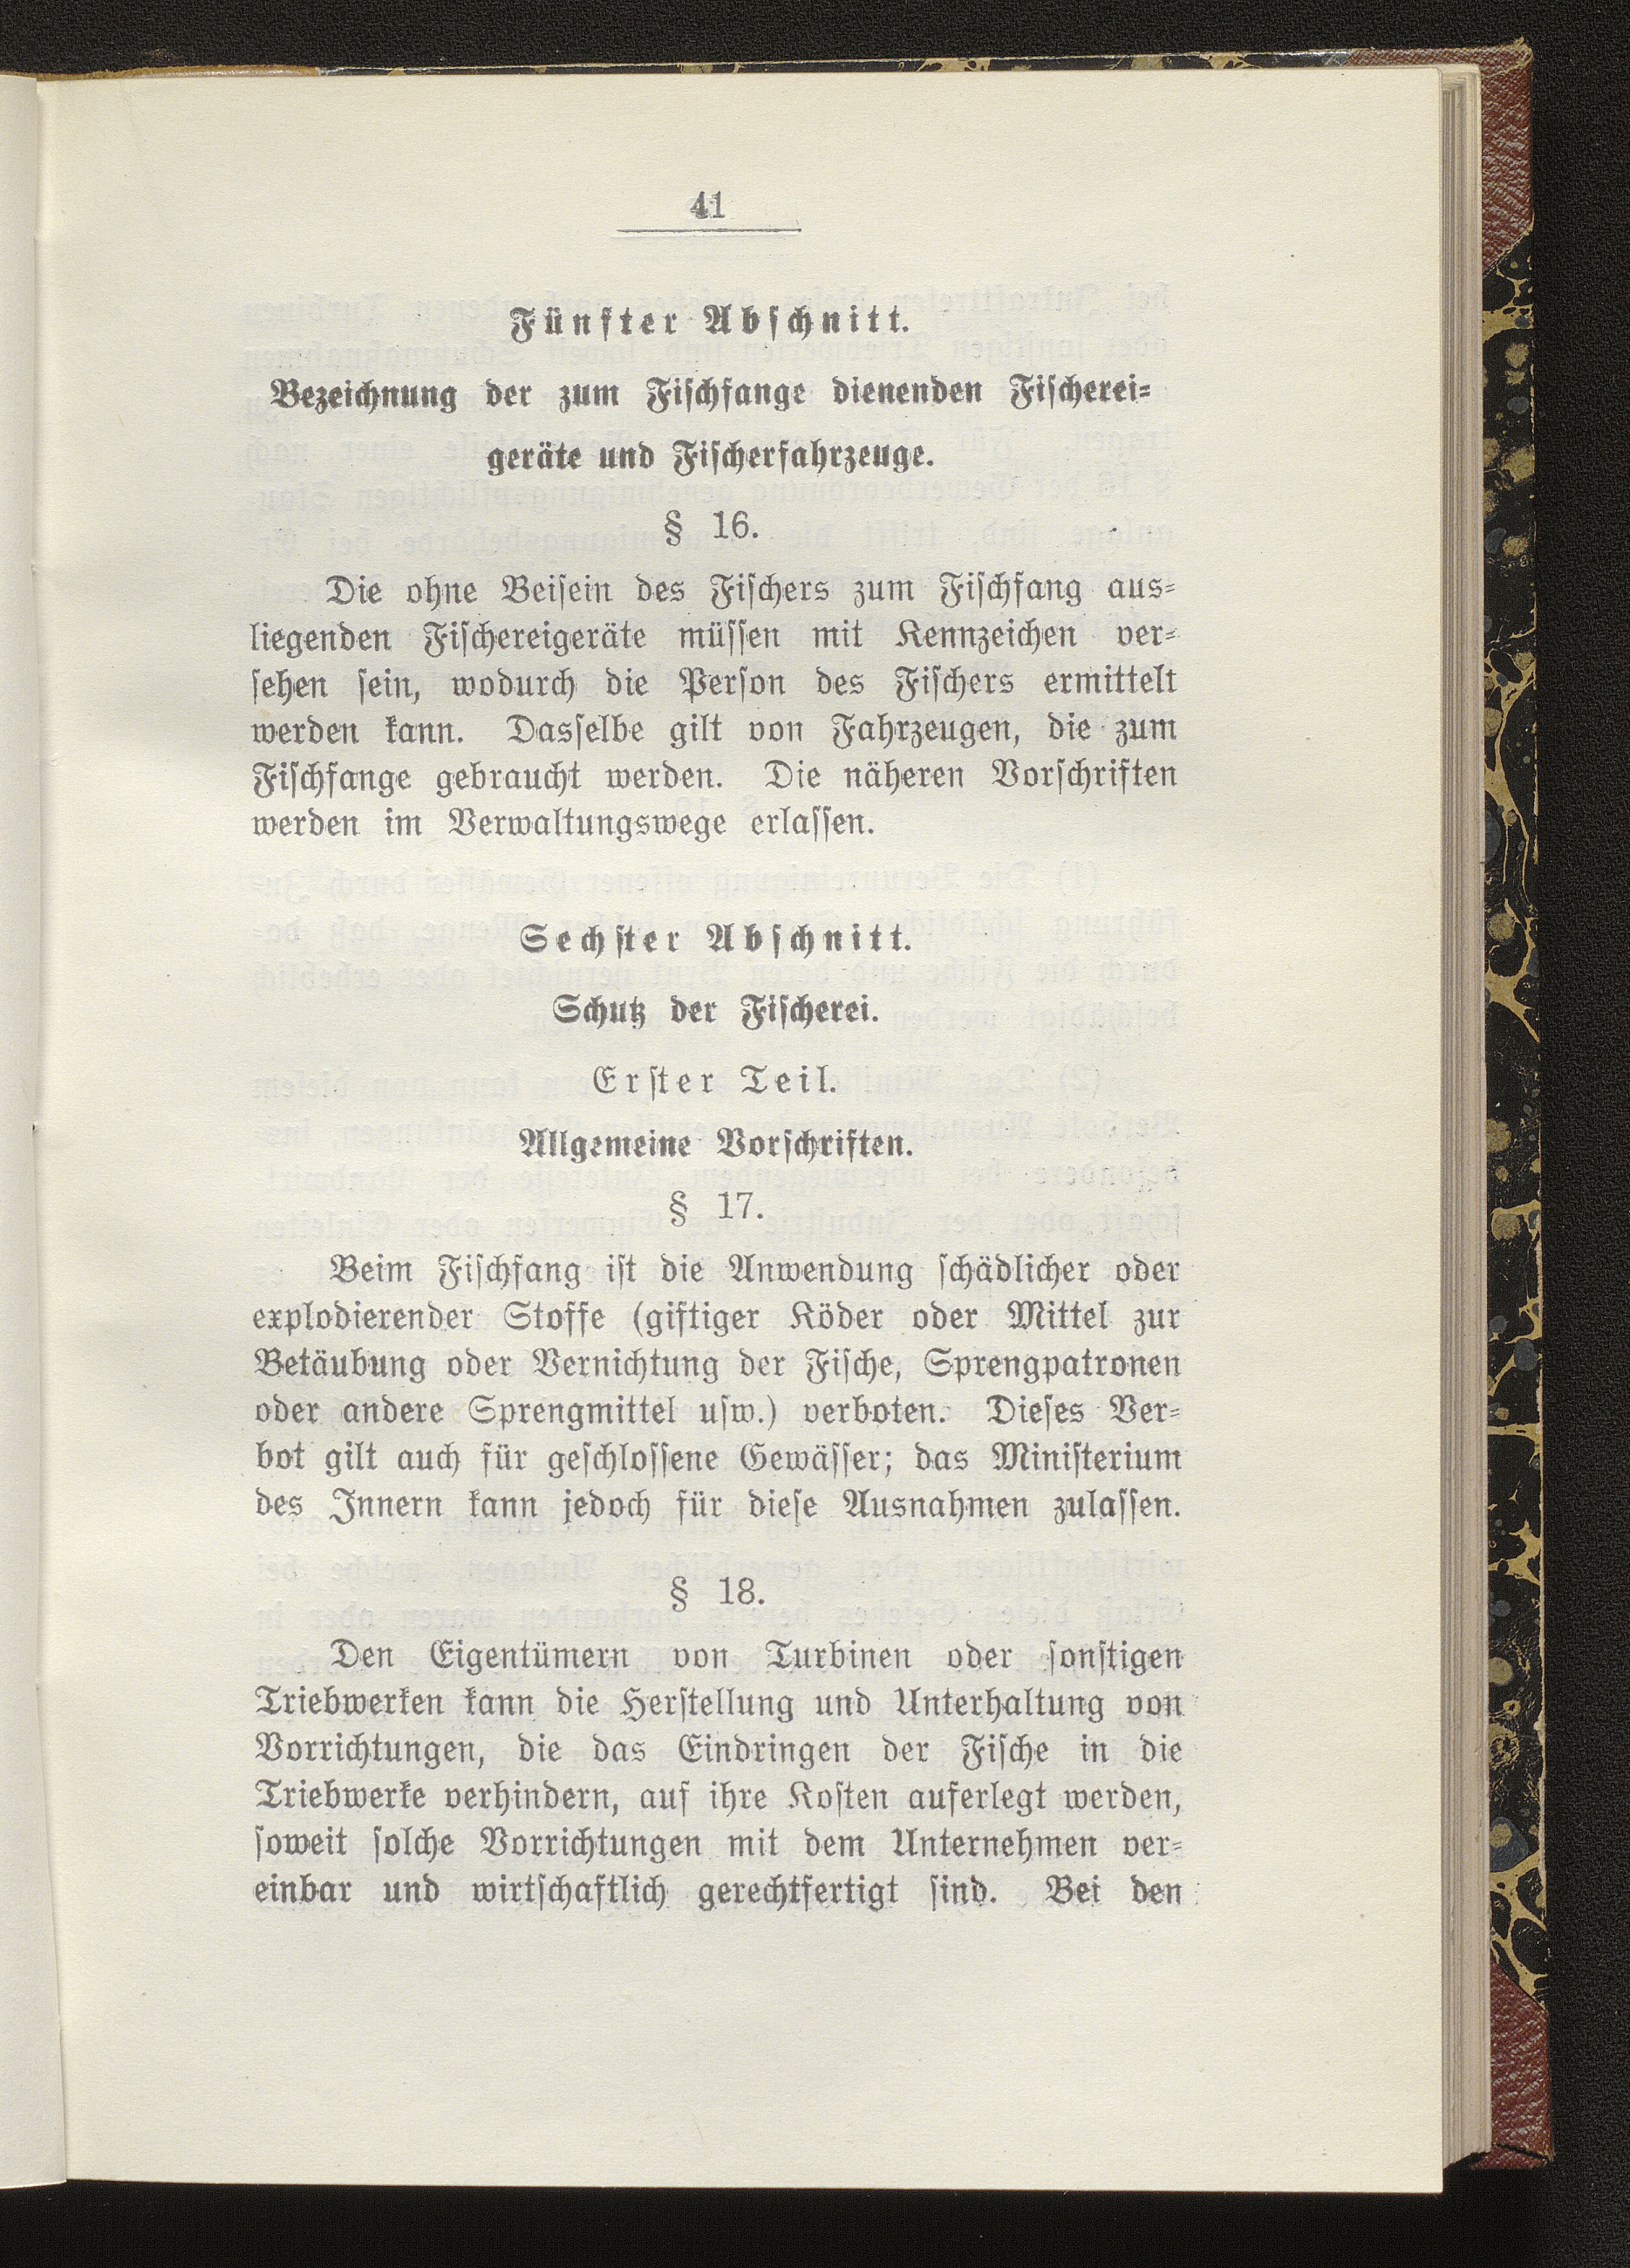 41
Fünfter Abschnitt.
Bezeichnung der zum Fischfange dienenden Fischerei-
geräte und Fischerfahrzeuge.
§ 16.
Die ohne Beisein des Fischers zum Fischfang aus-
liegenden Fischereigeräte müssen mit Kennzeichen ver-
sehen sein, wodurch die Person des Fischers ermittelt
werden kann. Dasselbe gilt von Fahrzeugen, die zum
Fischfange gebraucht werden. Die näheren Vorschriften
werden im Verwaltungswege erlassen.
Sechster Abschnitt.
Schutz der Fischerei.
Erster Teil.
Allgemeine Vorschriften.
§ 17.
Beim Fischfang ist die Anwendung schädlicher oder
explodierender Stoffe (giftiger Köder oder Mittel zur
Betäubung oder Vernichtung der Fische, Sprengpatronen
oder andere Sprengmittel usw.) verboten. Dieses Ver-
bot gilt auch für geschlossene Gewässer; das Ministerium
des Innern kann jedoch für diese Ausnahmen zulassen.
§ 18.
Den Eigentümern von Turbinen oder sonstigen
Triebwerken kann die Herstellung und Unterhaltung von
Vorrichtungen, die das Eindringen der Fische in die
Triebwerke verhindern, auf ihre Kosten auferlegt werden,
soweit solche Vorrichtungen mit dem Unternehmen ver-
einbar und wirtschaftlich gerechtfertigt sind. Bei den